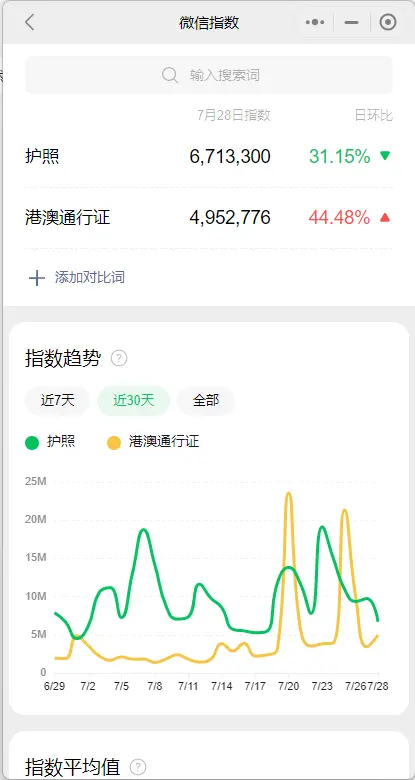 微信指数
输入搜索词
7月28日指数 日环比
护照 6,713,300 31.15%
港澳通行证 4,952,776 44.48%
添加对比词
指数趋势 ?
近7天 近30天 全部
护照 港澳通行证
25M
20M
15M
10M
5M
0
6/29 7/2 7/5 7/8 7/11 7/14 7/17 7/20 7/23 7/26 7/28
指数平均值 ?